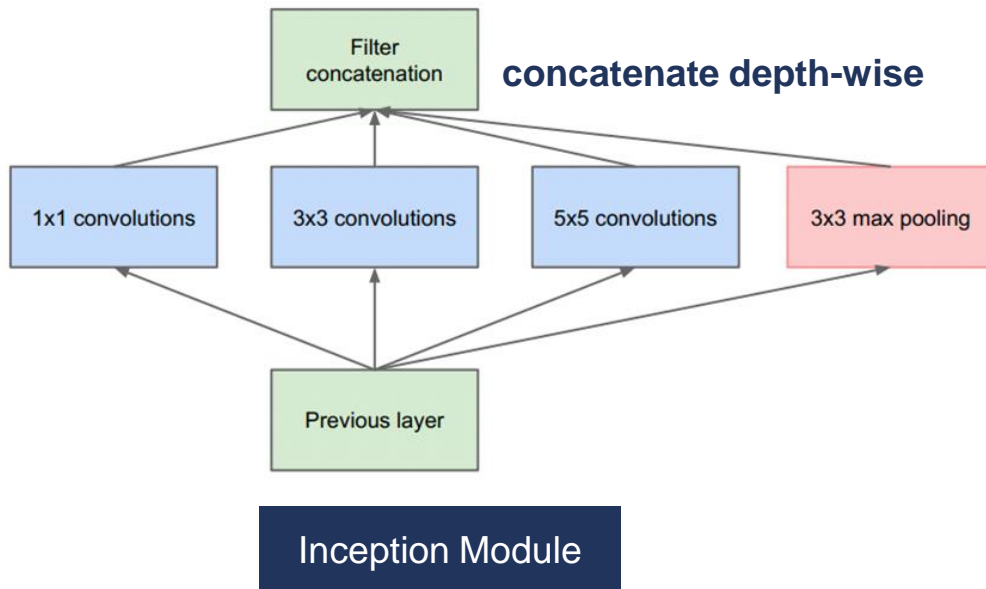 Filter
concatenation
concatenate depth-wise
1x1 convolutions
3x3 convolutions
5x5 convolutions
3x3 max pooling
Previous layer
Inception Module